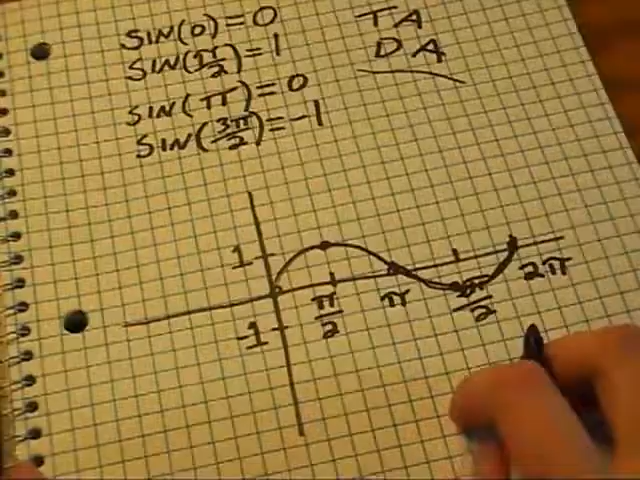 SIN(0)=0
SIN(π/2)=1
SIN(π)=0
SIN(3π/2)=-1
TA
DA
1
-1
π/2
π
3π/2
2π